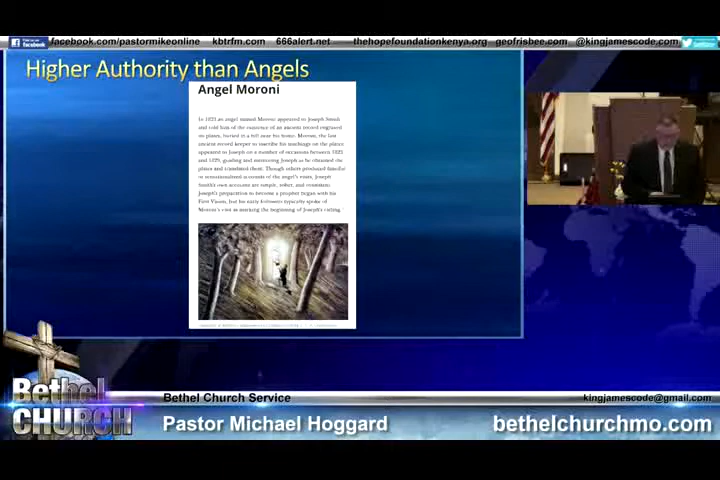 Find us on
facebook
facebook.com/pastormikeonline kbtrfm.com 666alert.net thehopefoundationkenya.org geofrisbee.com @kingjamescode.com
twitter
Higher Authority than Angels
Angel Moroni
In 1823 an angel named Moroni appeared to Joseph Smith
and told him of the existence of an ancient record engraved
on plates, buried in a hill near his home. Moroni, the last
ancient record keeper to inscribe his teachings on the plates
appeared to Joseph on a number of occasions between 1823
and 1829, guiding and instructing Joseph as he obtained the
plates and translated them. Though others produced fanciful
or sensationalized accounts of the angel's visits, Joseph
Smith's own accounts are simple, sober, and consistent.
Joseph's preparation to become a prophet began with his
First Vision, but his early followers typically spoke of
Moroni's visit as marking the beginning of Joseph's calling.
Bethel
CHURCH
Bethel Church Service
kingjamescode@gmail.com
Pastor Michael Hoggard
bethelchurchmo.com